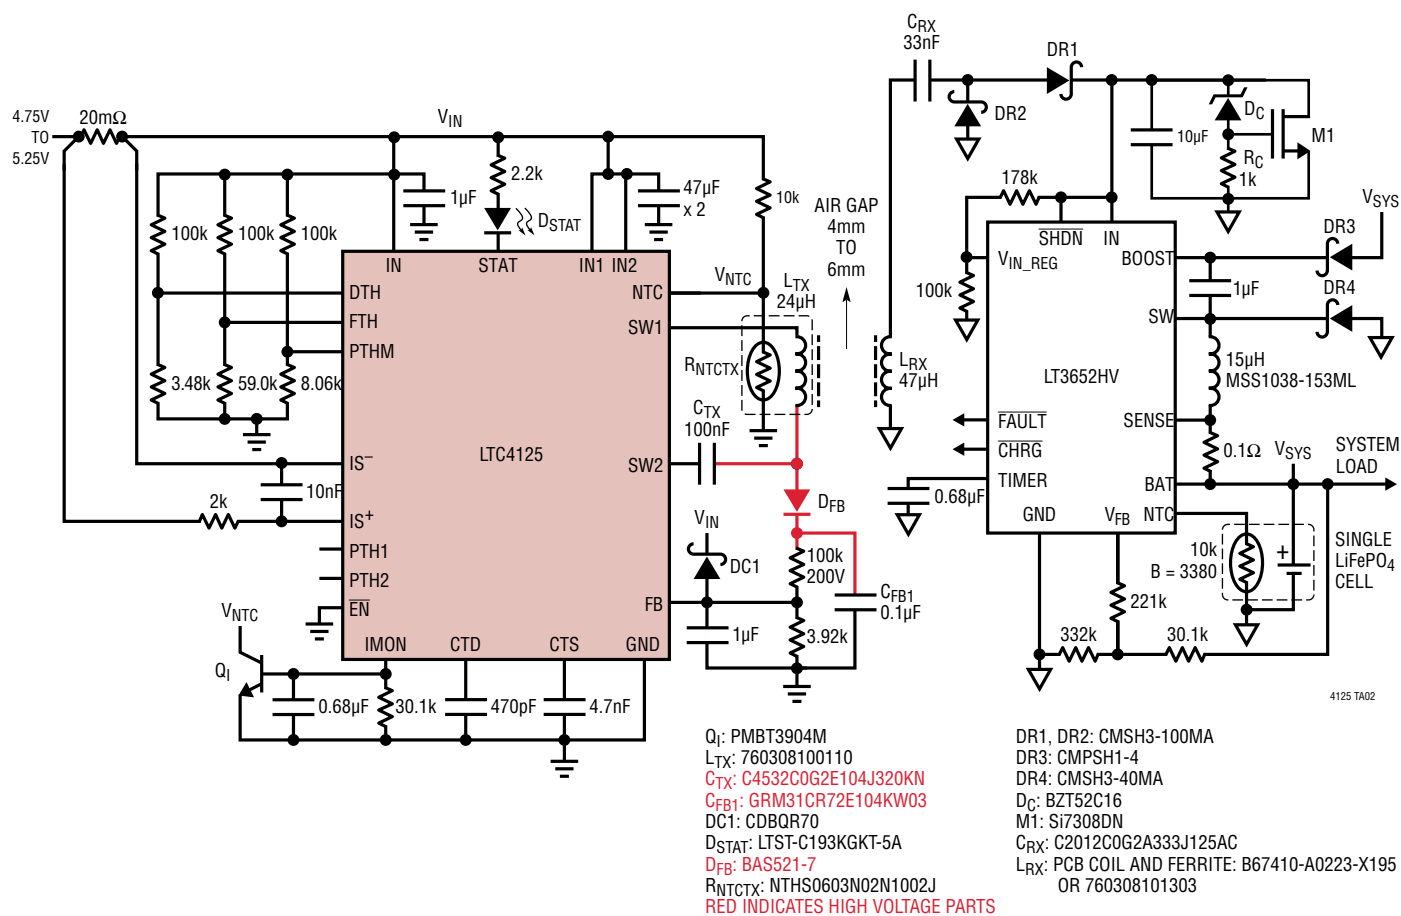 4.75V
TO
5.25V
20mΩ
VIN
100k
100k
100k
1µF
2.2k
DSTAT
47µF
x 2
10k
AIR GAP
4mm
TO
6mm
CRX
33nF
DR1
DR2
10µF
DC
RC
1k
M1
178k
100k
VSYS
DR3
DR4
1µF
15µH
MSS1038-153ML
SYSTEM
LOAD
VSYS
0.1Ω
SINGLE
LiFePO4
CELL
10k
B = 3380
IN
STAT
IN1
IN2
DTH
FTH
PTHM
IS–
IS+
PTH1
PTH2
EN
IMON
CTD
CTS
GND
NTC
SW1
SW2
FB
LTC4125
3.48k
59.0k
8.06k
10nF
2k
VNTC
QI
0.68µF
30.1k
470pF
4.7nF
VNTC
LTX
24µH
RNTCTX
CTX
100nF
DFB
VIN
DC1
100k
200V
CFB1
0.1µF
1µF
3.92k
LRX
47µH
SHDN
IN
VIN_REG
BOOST
SW
LT3652HV
SENSE
FAULT
CHRG
TIMER
BAT
GND
VFB
NTC
0.68µF
221k
332k
30.1k
4125 TA02
QI: PMBT3904M
LTX: 760308100110
CTX: C4532C0G2E104J320KN
CFB1: GRM31CR72E104KW03
DC1: CDBQR70
DSTAT: LTST-C193KGKT-5A
DFB: BAS521-7
RNTCTX: NTHS0603N02N1002J
RED INDICATES HIGH VOLTAGE PARTS
DR1, DR2: CMSH3-100MA
DR3: CMPSH1-4
DR4: CMSH3-40MA
DC: BZT52C16
M1: Si7308DN
CRX: C2012C0G2A333J125AC
LRX: PCB COIL AND FERRITE: B67410-A0223-X195
OR 760308101303